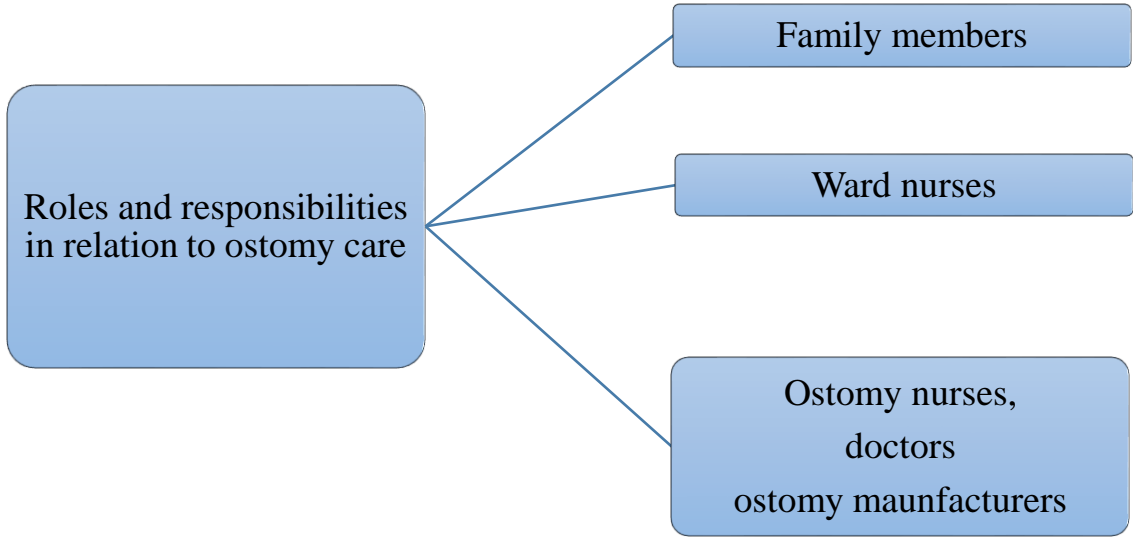 Roles and responsibilities
in relation to ostomy care
Family members
Ward nurses
Ostomy nurses,
doctors
ostomy maunfacturers